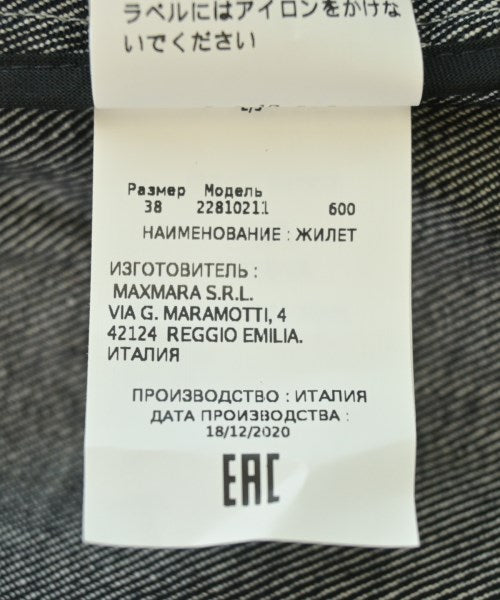 ラベルにはアイロンをかけな
いでください
Размер Модель
38 22810211 600
НАИМЕНОВАНИЕ : ЖИЛЕТ
ИЗГОТОВИТЕЛЬ :
MAXMARA S.R.L.
VIA G. MARAMOTTI, 4
42124 REGGIO EMILIA.
ИТАЛИЯ
ПРОИЗВОДСТВО : ИТАЛИЯ
ДАТА ПРОИЗВОДСТВА :
18/12/2020
EAC